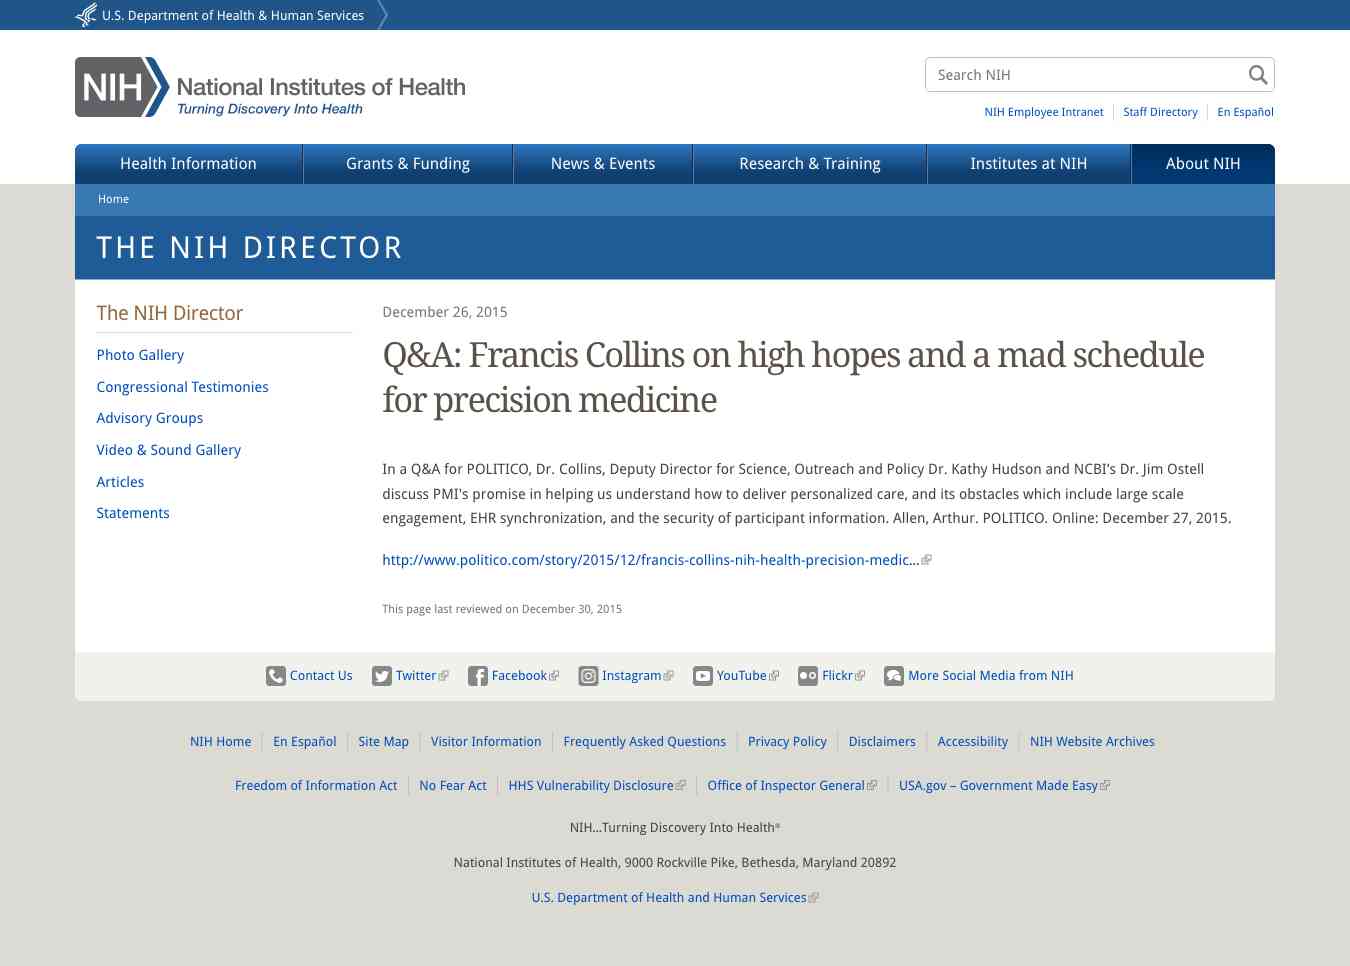 U.S. Department of Health & Human Services
NIH National Institutes of Health
Turning Discovery Into Health
Search NIH
NIH Employee Intranet Staff Directory En Español
Health Information Grants & Funding News & Events Research & Training Institutes at NIH About NIH
Home
THE NIH DIRECTOR
The NIH Director
Photo Gallery
Congressional Testimonies
Advisory Groups
Video & Sound Gallery
Articles
Statements
December 26, 2015
Q&A: Francis Collins on high hopes and a mad schedule
for precision medicine
In a Q&A for POLITICO, Dr. Collins, Deputy Director for Science, Outreach and Policy Dr. Kathy Hudson and NCBI's Dr. Jim Ostell
discuss PMI's promise in helping us understand how to deliver personalized care, and its obstacles which include large scale
engagement, EHR synchronization, and the security of participant information. Allen, Arthur. POLITICO. Online: December 27, 2015.
http://www.politico.com/story/2015/12/francis-collins-nih-health-precision-medic...
This page last reviewed on December 30, 2015
Contact Us Twitter Facebook Instagram YouTube Flickr More Social Media from NIH
NIH Home En Español Site Map Visitor Information Frequently Asked Questions Privacy Policy Disclaimers Accessibility NIH Website Archives
Freedom of Information Act No Fear Act HHS Vulnerability Disclosure Office of Inspector General USA.gov – Government Made Easy
NIH...Turning Discovery Into Health®
National Institutes of Health, 9000 Rockville Pike, Bethesda, Maryland 20892
U.S. Department of Health and Human Services